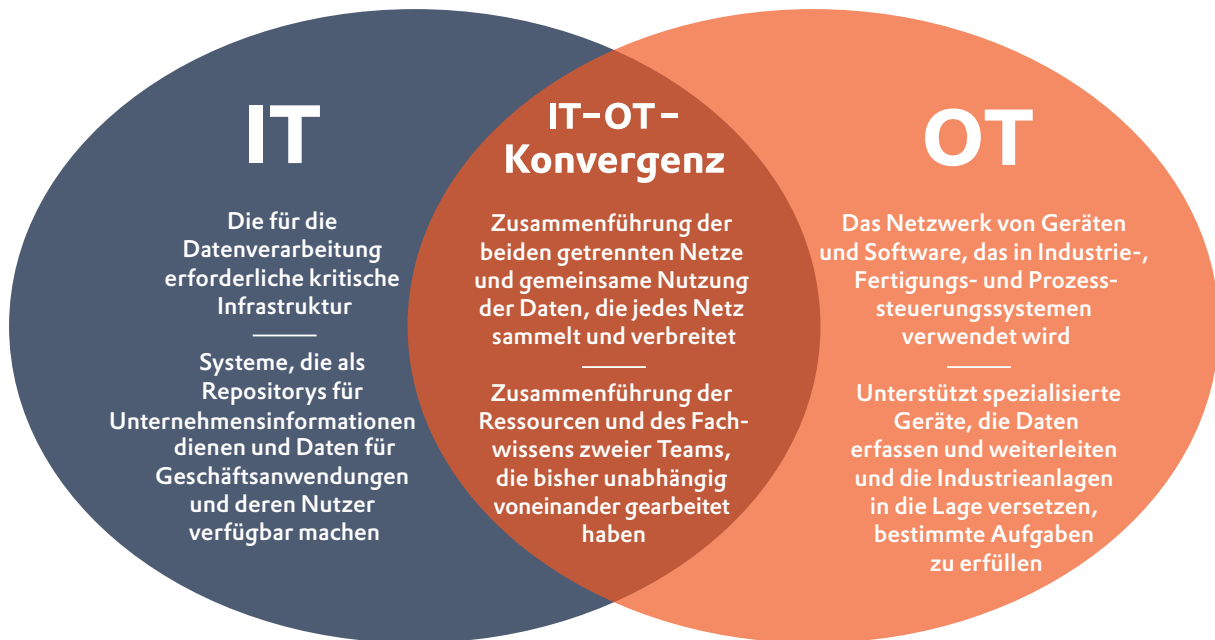 IT
Die für die
Datenverarbeitung
erforderliche kritische
Infrastruktur
Systeme, die als
Repositorys für
Unternehmensinformationen
dienen und Daten für
Geschäftsanwendungen
und deren Nutzer
verfügbar machen
IT-OT-
Konvergenz
Zusammenführung der
beiden getrennten Netze
und gemeinsame Nutzung
der Daten, die jedes Netz
sammelt und verbreitet
Zusammenführung der
Ressourcen und des Fach-
wissens zweier Teams,
die bisher unabhängig
voneinander gearbeitet
haben
OT
Das Netzwerk von Geräten
und Software, das in Industrie-,
Fertigungs- und Prozess-
steuerungssystemen
verwendet wird
Unterstützt spezialisierte
Geräte, die Daten
erfassen und weiterleiten
und die Industrieanlagen
in die Lage versetzen,
bestimmte Aufgaben
zu erfüllen